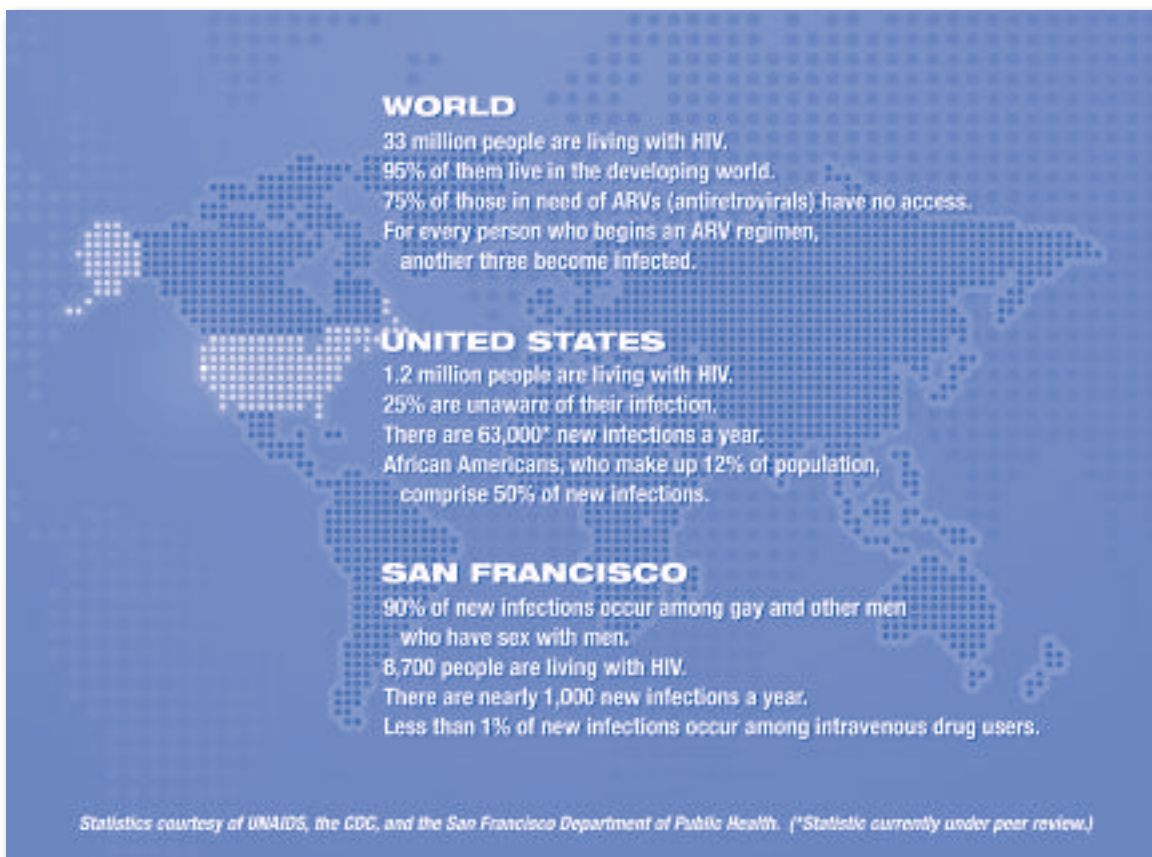 WORLD
33 million people are living with HIV.
95% of them live in the developing world.
75% of those in need of ARVs (antiretrovirals) have no access.
For every person who begins an ARV regimen,
another three become infected.
UNITED STATES
1.2 million people are living with HIV.
25% are unaware of their infection.
There are 63,000* new infections a year.
African Americans, who make up 12% of population,
comprise 50% of new infections.
SAN FRANCISCO
90% of new infections occur among gay and other men
who have sex with men.
people are living with HIV.
There are nearly 1,000 new infections a year.
Less than 1% of new infections occur among intravenous drug users.
Statistics courtesy of UNAIDS, the CDC, and the San Francisco Department of Public Health. (*Statistic currently under peer review.)